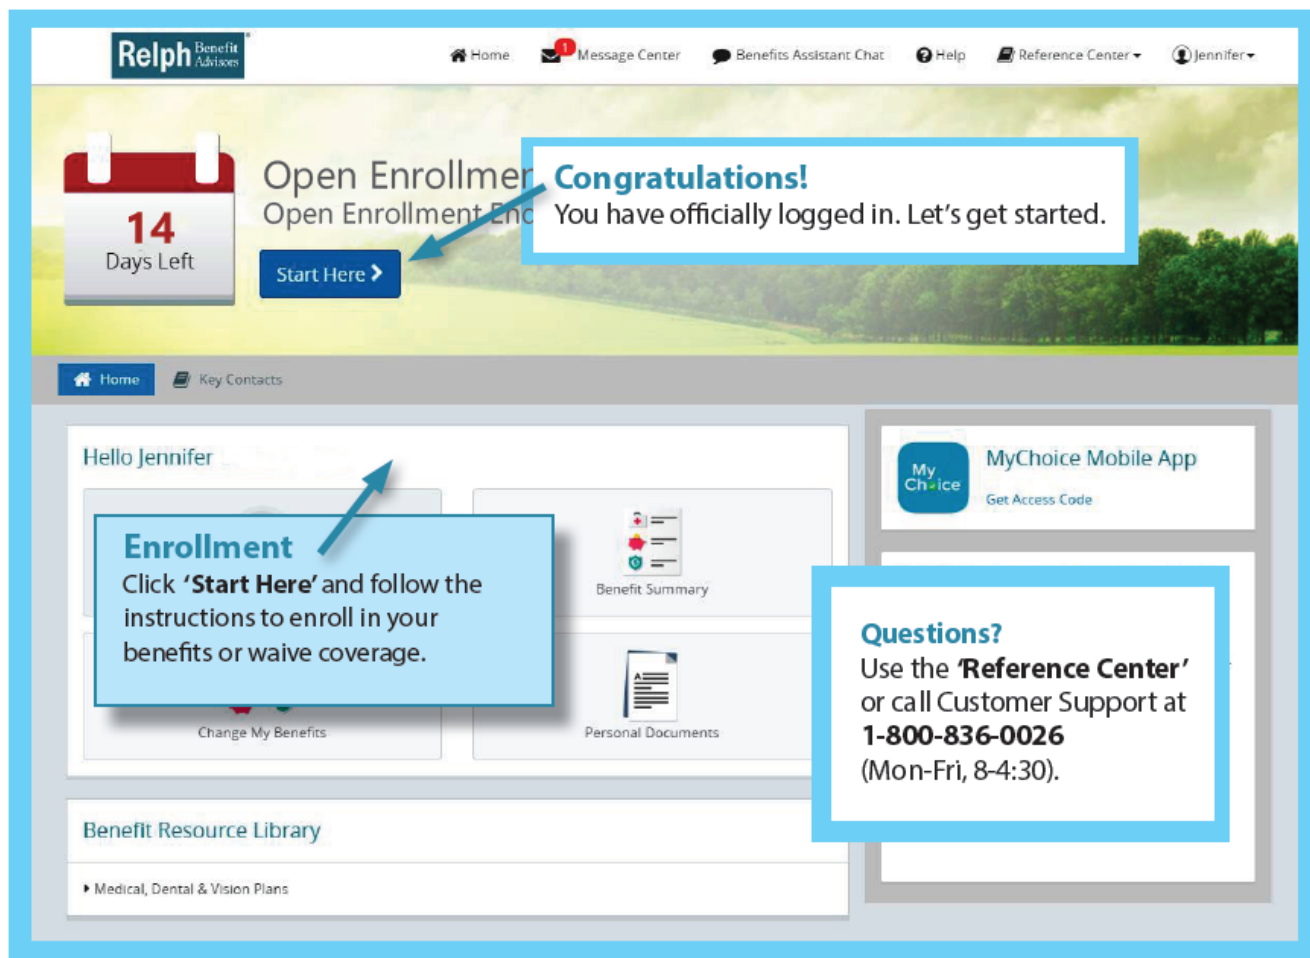 Relph Benefit
Advisors
Home
1
Message Center
Benefits Assistant Chat
Help
Reference Center
Jennifer
14
Days Left
Open
Open Enrollment
Start Here
Congratulations!
You have officially logged in. Let's get started.
Home
Key Contacts
Hello Jennifer
Enrollment
Click 'Start Here' and follow the
instructions to enroll in your
benefits or waive coverage.
Benefit Summary
Change My Benefits
A
Personal Documents
My
Choice
MyChoice Mobile App
Get Access Code
Questions?
Use the 'Reference Center'
or call Customer Support at
1-800-836-0026
(Mon-Fri, 8-4:30).
Benefit Resource Library
Medical, Dental & Vision Plans